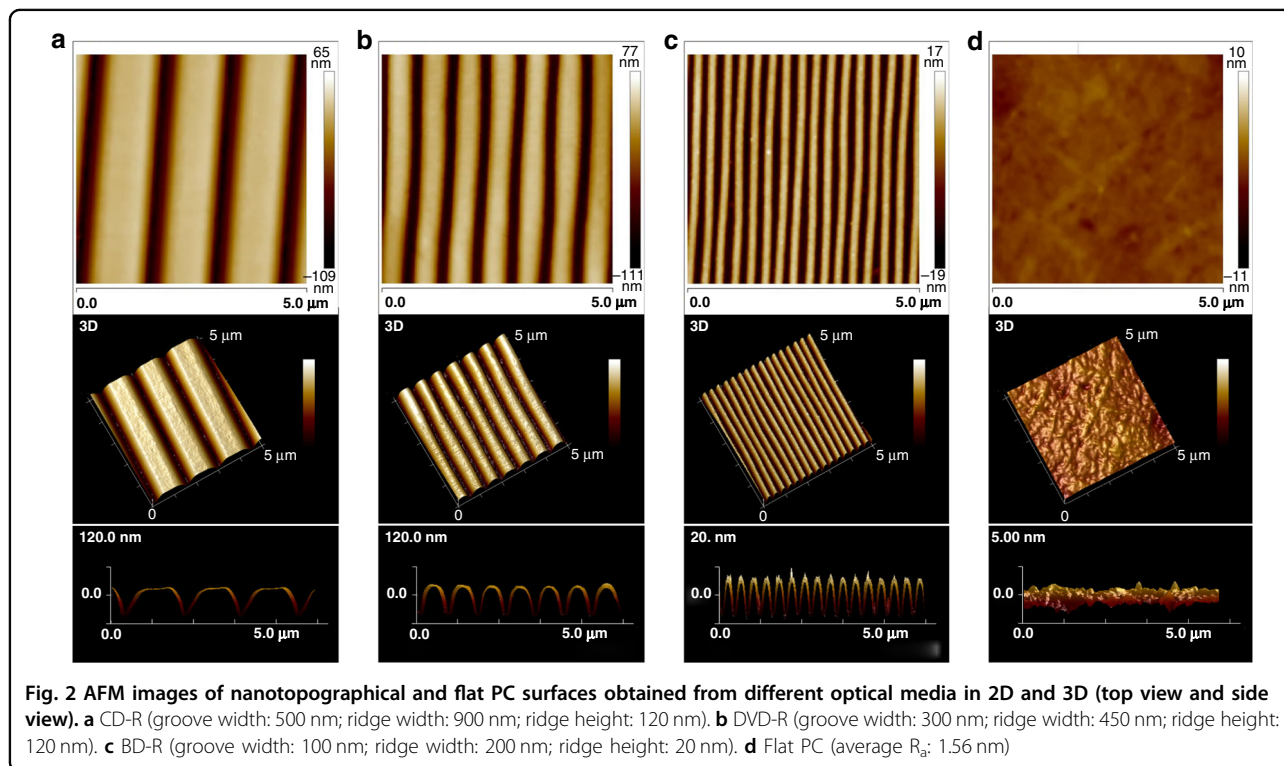 a
65
nm
−109
nm
0.0
5.0 µm
3D
5 µm
5 µm
0
120.0 nm
0.0
0.0
5.0 µm
b
77
nm
−111
nm
0.0
5.0 µm
3D
5 µm
5 µm
0
120.0 nm
0.0
0.0
5.0 µm
c
17
nm
−19
nm
0.0
5.0 µm
3D
5 µm
5 µm
0
20. nm
0.0
0.0
5.0 µm
d
10
nm
−11
nm
0.0
5.0 µm
3D
5 µm
5 µm
0
5.00 nm
0.0
0.0
5.0 µm
Fig. 2 AFM images of nanotopographical and flat PC surfaces obtained from different optical media in 2D and 3D (top view and side
view). a CD-R (groove width: 500 nm; ridge width: 900 nm; ridge height: 120 nm). b DVD-R (groove width: 300 nm; ridge width: 450 nm; ridge height:
120 nm). c BD-R (groove width: 100 nm; ridge width: 200 nm; ridge height: 20 nm). d Flat PC (average Ra: 1.56 nm)